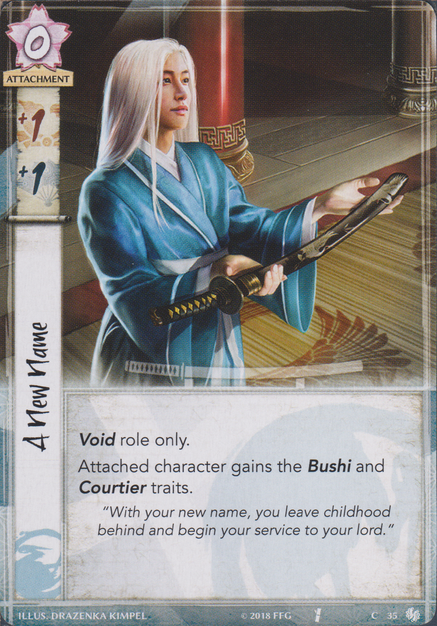 0
ATTACHMENT
+1
+1
A New Name
Void role only.
Attached character gains the Bushi and
Courtier traits.
“With your new name, you leave childhood
behind and begin your service to your lord.”
ILLUS. DRAZENKA KIMPEL © 2018 FFG C 35